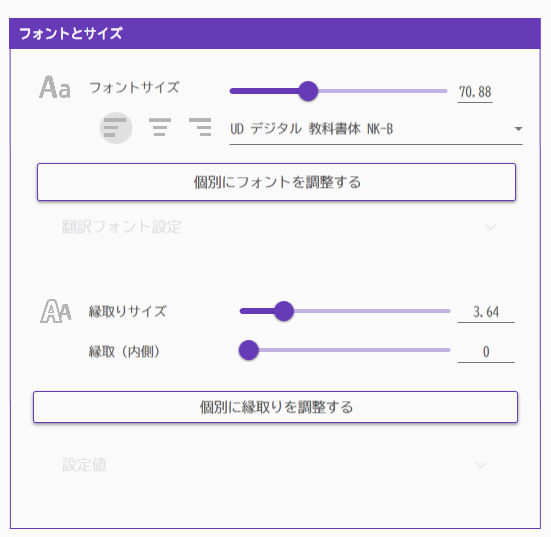 フォントとサイズ
Aa フォントサイズ 70.88
UD デジタル 教科書体 NK-B
個別にフォントを調整する
翻訳フォント設定
AA 縁取りサイズ 3.64
縁取（内側） 0
個別に縁取りを調整する
設定値